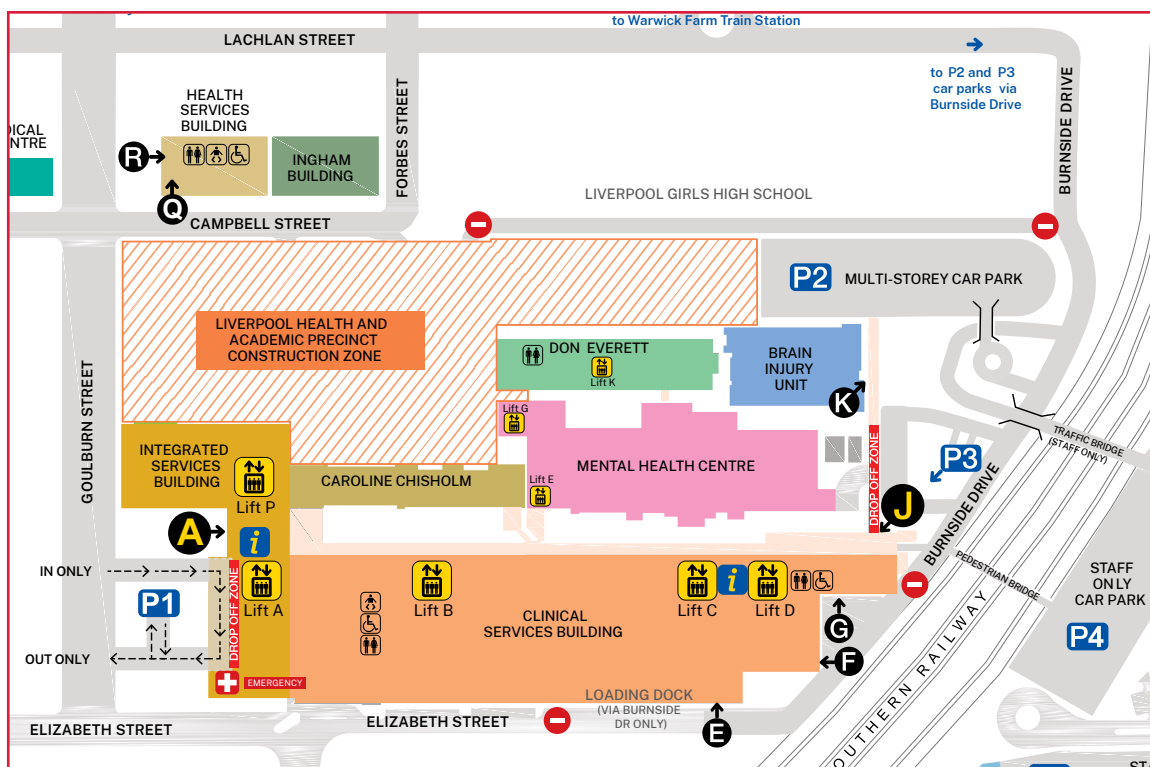 to Warwick Farm Train Station
LACHLAN STREET
to P2 and P3
car parks via
Burnside Drive
BURNSIDE DRIVE
HEALTH
SERVICES
BUILDING
FORBES STREET
DICAL
NTRE
R
INGHAM
BUILDING
Q
CAMPBELL STREET
LIVERPOOL GIRLS HIGH SCHOOL
P2
MULTI-STOREY CAR PARK
LIVERPOOL HEALTH AND
ACADEMIC PRECINCT
CONSTRUCTION ZONE
DON EVERETT
Lift K
BRAIN
INJURY
UNIT
K
GOULBURN STREET
Lift G
INTEGRATED
SERVICES
BUILDING
Lift P
CAROLINE CHISHOLM
Lift E
MENTAL HEALTH CENTRE
DROP OFF ZONE
P3
TRAFFIC BRIDGE
(STAFF ONLY)
J
BURNSIDE DRIVE
A
i
IN ONLY
P1
OUT ONLY
DROP OFF ZONE
Lift A
Lift B
Lift C
i
Lift D
CLINICAL
SERVICES BUILDING
G
F
PEDESTRIAN BRIDGE
STAFF
ONLY
CAR PARK
P4
EMERGENCY
LOADING DOCK
(VIA BURNSIDE
DR ONLY)
E
ELIZABETH STREET
ELIZABETH STREET
OUTHERN RAILWAY
STA